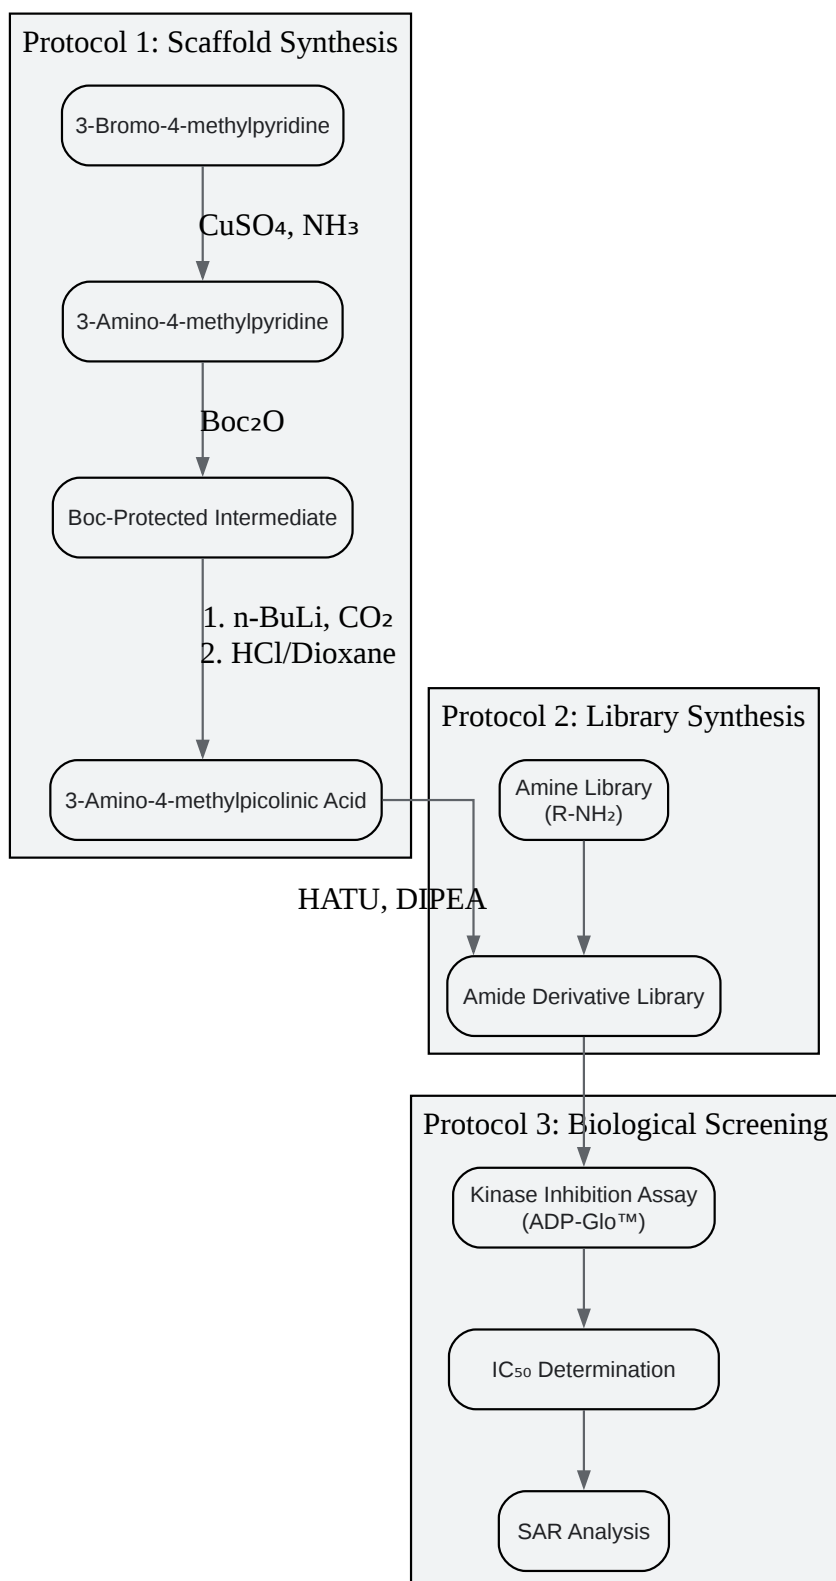 Protocol 1: Scaffold Synthesis
3-Bromo-4-methylpyridine
CuSO₄, NH₃
3-Amino-4-methylpyridine
Boc₂O
Boc-Protected Intermediate
1. n-BuLi, CO₂
2. HCl/Dioxane
3-Amino-4-methylpicolinic Acid
Protocol 2: Library Synthesis
Amine Library
(R-NH₂)
HATU, DIPEA
Amide Derivative Library
Protocol 3: Biological Screening
Kinase Inhibition Assay
(ADP-Glo™)
IC₅₀ Determination
SAR Analysis